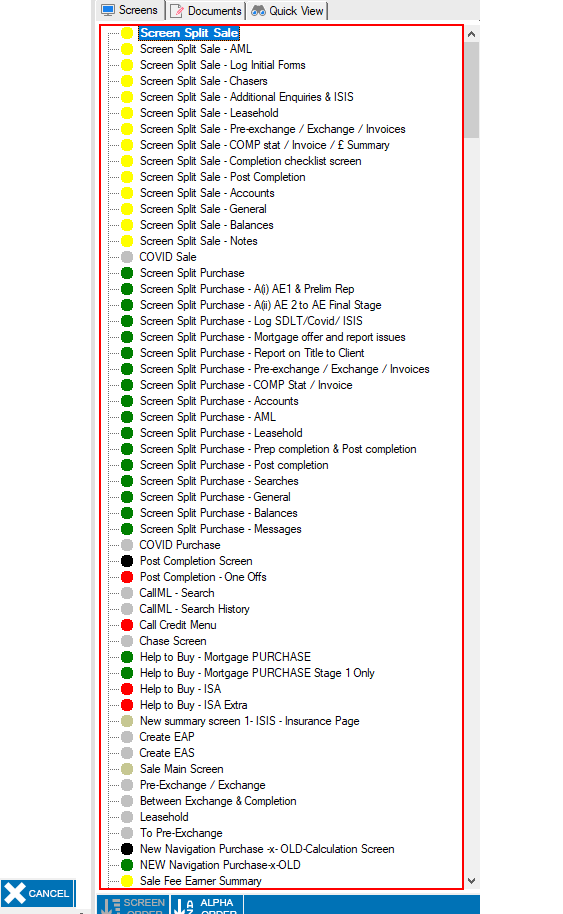 Screens
Documents
Quick View
Screen Split Sale
Screen Split Sale - AML
Screen Split Sale - Log Initial Forms
Screen Split Sale - Chasers
Screen Split Sale - Additional Enquiries & ISIS
Screen Split Sale - Leasehold
Screen Split Sale - Pre-exchange / Exchange / Invoices
Screen Split Sale - COMP stat / Invoice / £ Summary
Screen Split Sale - Completion checklist screen
Screen Split Sale - Post Completion
Screen Split Sale - Accounts
Screen Split Sale - General
Screen Split Sale - Balances
Screen Split Sale - Notes
COVID Sale
Screen Split Purchase
Screen Split Purchase - A(i) AE1 & Prelim Rep
Screen Split Purchase - A(ii) AE 2 to AE Final Stage
Screen Split Purchase - Log SDLT/Covid/ ISIS
Screen Split Purchase - Mortgage offer and report issues
Screen Split Purchase - Report on Title to Client
Screen Split Purchase - Pre-exchange / Exchange / Invoices
Screen Split Purchase - COMP Stat / Invoice
Screen Split Purchase - Accounts
Screen Split Purchase - AML
Screen Split Purchase - Leasehold
Screen Split Purchase - Prep completion & Post completion
Screen Split Purchase - Post completion
Screen Split Purchase - Searches
Screen Split Purchase - General
Screen Split Purchase - Balances
Screen Split Purchase - Messages
COVID Purchase
Post Completion Screen
Post Completion - One Offs
CallML - Search
CallML - Search History
Call Credit Menu
Chase Screen
Help to Buy - Mortgage PURCHASE
Help to Buy - Mortgage PURCHASE Stage 1 Only
Help to Buy - ISA
Help to Buy - ISA Extra
New summary screen 1- ISIS - Insurance Page
Create EAP
Create EAS
Sale Main Screen
Pre-Exchange / Exchange
Between Exchange & Completion
Leasehold
To Pre-Exchange
New Navigation Purchase -x- OLD-Calculation Screen
NEW Navigation Purchase-x-OLD
Sale Fee Earner Summary
CANCEL
SCREEN
ORDER
ALPHA
ORDER